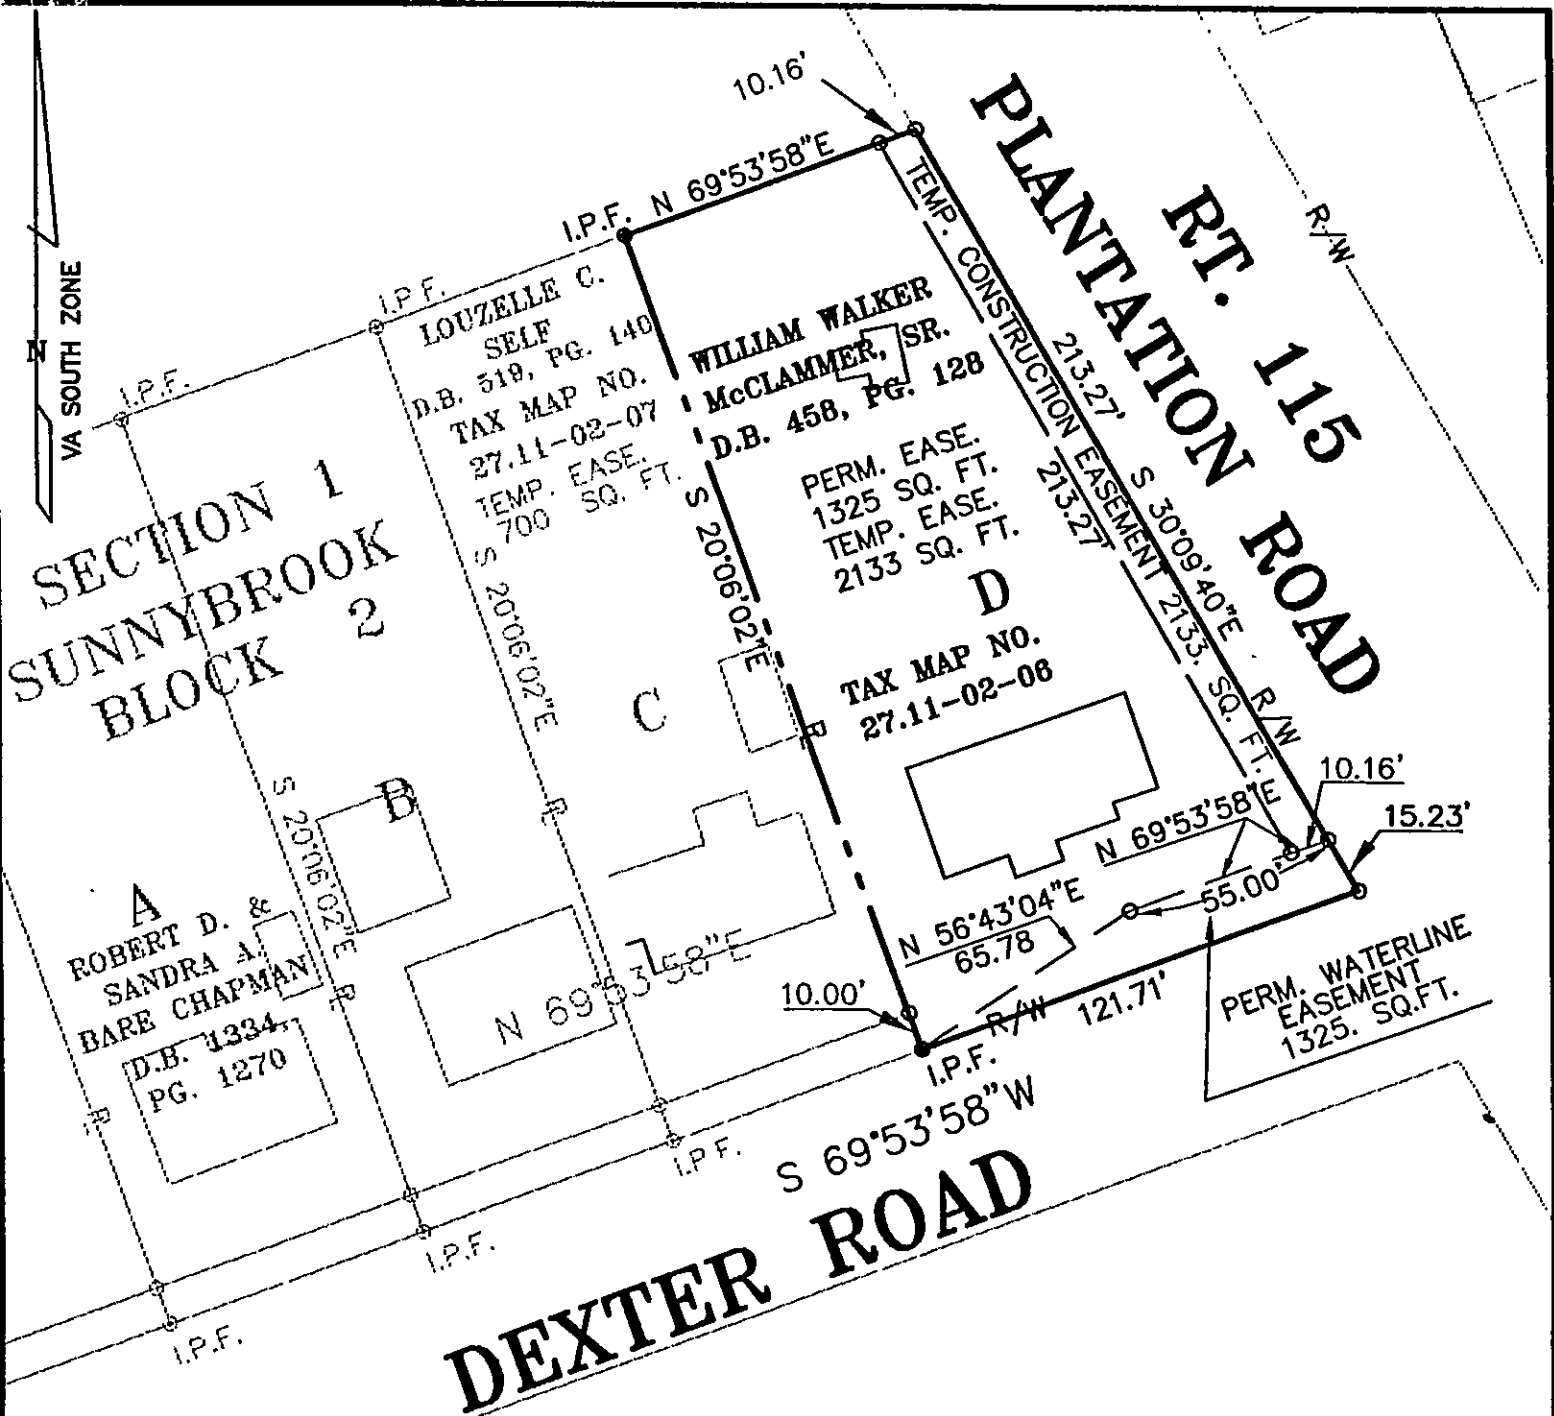 10.16'
PLANTATION ROAD
RT. 115
R/W
N 69°53'58"E
I.P.F.
TEMP. CONSTRUCTION EASEMENT 2133. SQ. FT.
213.27'
213.27'
S 30°09'40"E
R/W
VA SOUTH ZONE
N
I.P.F.
I.P.F.
LOUZELLE C.
SELF
D.B. 519, PG. 140
TAX MAP NO.
27.11-02-07
TEMP. EASE.
700 SQ. FT.
WILLIAM WALKER
McCLAMMER, SR.
D.B. 458, PG. 128
PERM. EASE.
1325 SQ. FT.
TEMP. EASE.
2133 SQ. FT.
D
TAX MAP NO.
27.11-02-06
SECTION 1
SUNNYBROOK
BLOCK 2
S 20°06'02"E
S 20°06'02"E
S 20°06'02"E
C
B
A
ROBERT D. &
SANDRA A.
BARE CHAPMAN
D.B. 1334,
PG. 1270
N 69°53'58"E
10.16'
15.23'
N 69°53'58"E
55.00'
N 56°43'04"E
65.78
10.00'
R/W
121.71'
PERM. WATERLINE
EASEMENT
1325. SQ.FT.
I.P.F.
S 69°53'58"W
I.P.F.
I.P.F.
I.P.F.
DEXTER ROAD